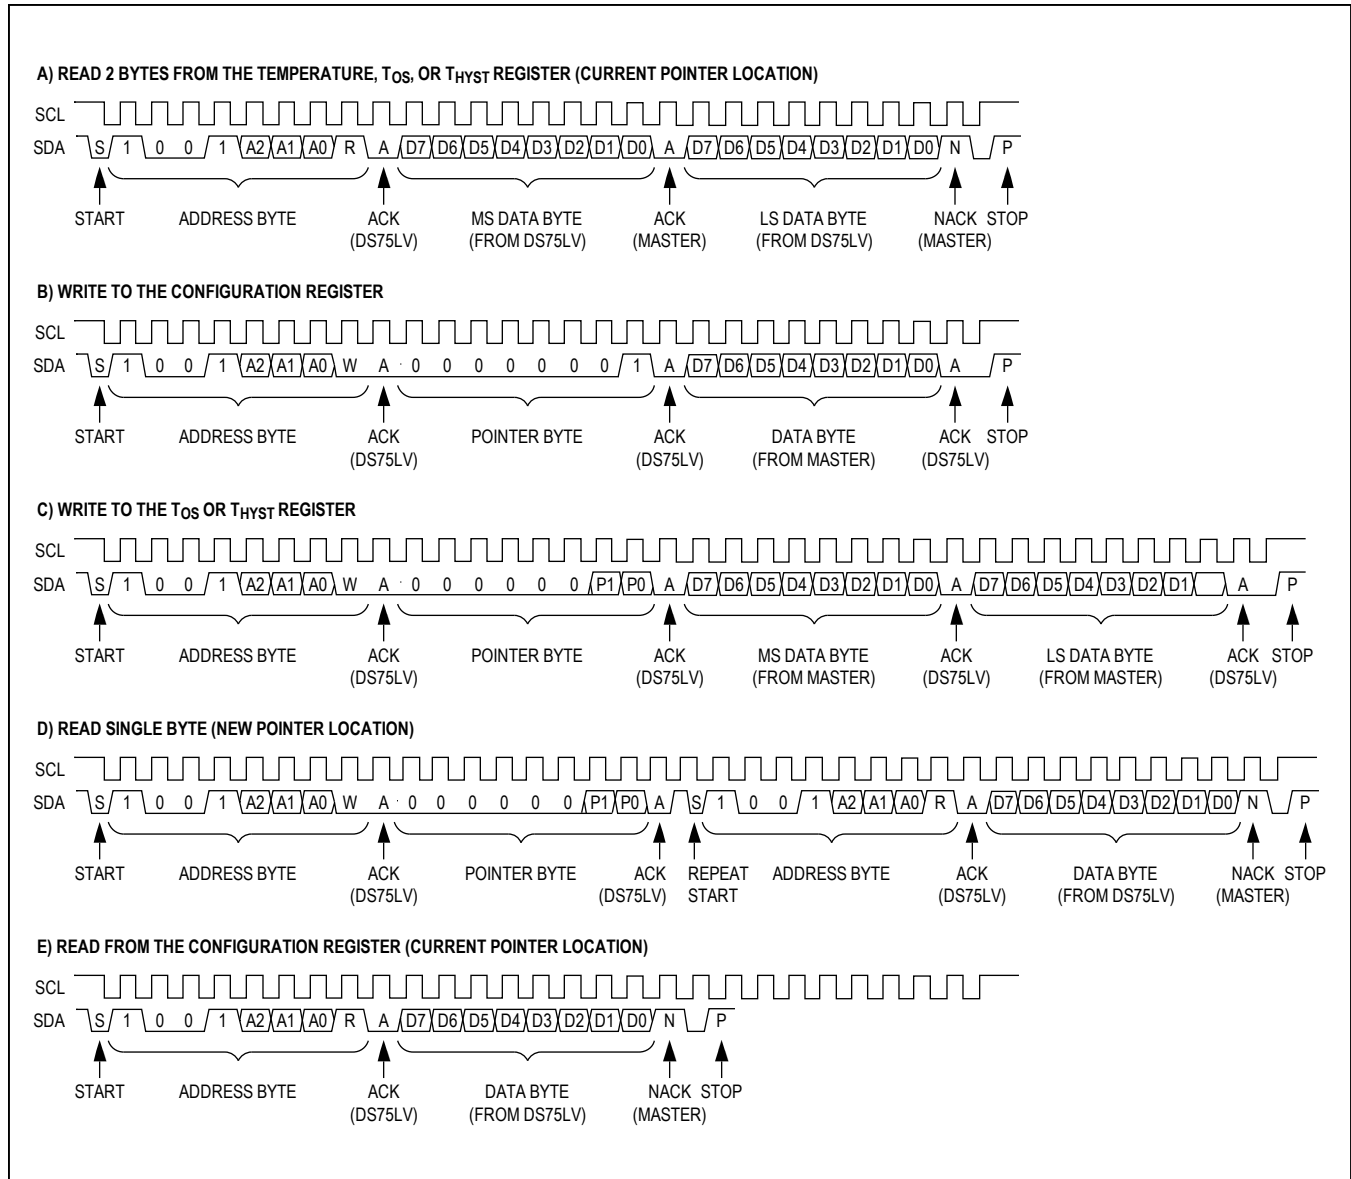 A) READ 2 BYTES FROM THE TEMPERATURE, TOS, OR THYST REGISTER (CURRENT POINTER LOCATION)
SCL
SDA S 1 0 0 1 A2 A1 A0 R A D7 D6 D5 D4 D3 D2 D1 D0 A D7 D6 D5 D4 D3 D2 D1 D0 N P
START ADDRESS BYTE ACK MS DATA BYTE ACK LS DATA BYTE NACK STOP
(DS75LV) (FROM DS75LV) (MASTER) (FROM DS75LV) (MASTER)
B) WRITE TO THE CONFIGURATION REGISTER
SCL
SDA S 1 0 0 1 A2 A1 A0 W A 0 0 0 0 0 0 0 1 A D7 D6 D5 D4 D3 D2 D1 D0 A P
START ADDRESS BYTE ACK POINTER BYTE ACK DATA BYTE ACK STOP
(DS75LV) (DS75LV) (FROM MASTER) (DS75LV)
C) WRITE TO THE TOS OR THYST REGISTER
SCL
SDA S 1 0 0 1 A2 A1 A0 W A 0 0 0 0 0 0 P1 P0 A D7 D6 D5 D4 D3 D2 D1 D0 A D7 D6 D5 D4 D3 D2 D1 A P
START ADDRESS BYTE ACK POINTER BYTE ACK MS DATA BYTE ACK LS DATA BYTE ACK STOP
(DS75LV) (DS75LV) (FROM MASTER) (DS75LV) (FROM MASTER) (DS75LV)
D) READ SINGLE BYTE (NEW POINTER LOCATION)
SCL
SDA S 1 0 0 1 A2 A1 A0 W A 0 0 0 0 0 0 P1 P0 A S 1 0 0 1 A2 A1 A0 R A D7 D6 D5 D4 D3 D2 D1 D0 N P
START ADDRESS BYTE ACK POINTER BYTE ACK REPEAT ADDRESS BYTE ACK DATA BYTE NACK STOP
(DS75LV) (DS75LV) START (DS75LV) (FROM DS75LV) (MASTER)
E) READ FROM THE CONFIGURATION REGISTER (CURRENT POINTER LOCATION)
SCL
SDA S 1 0 0 1 A2 A1 A0 R A D7 D6 D5 D4 D3 D2 D1 D0 N P
START ADDRESS BYTE ACK DATA BYTE NACK STOP
(DS75LV) (FROM DS75LV) (MASTER)